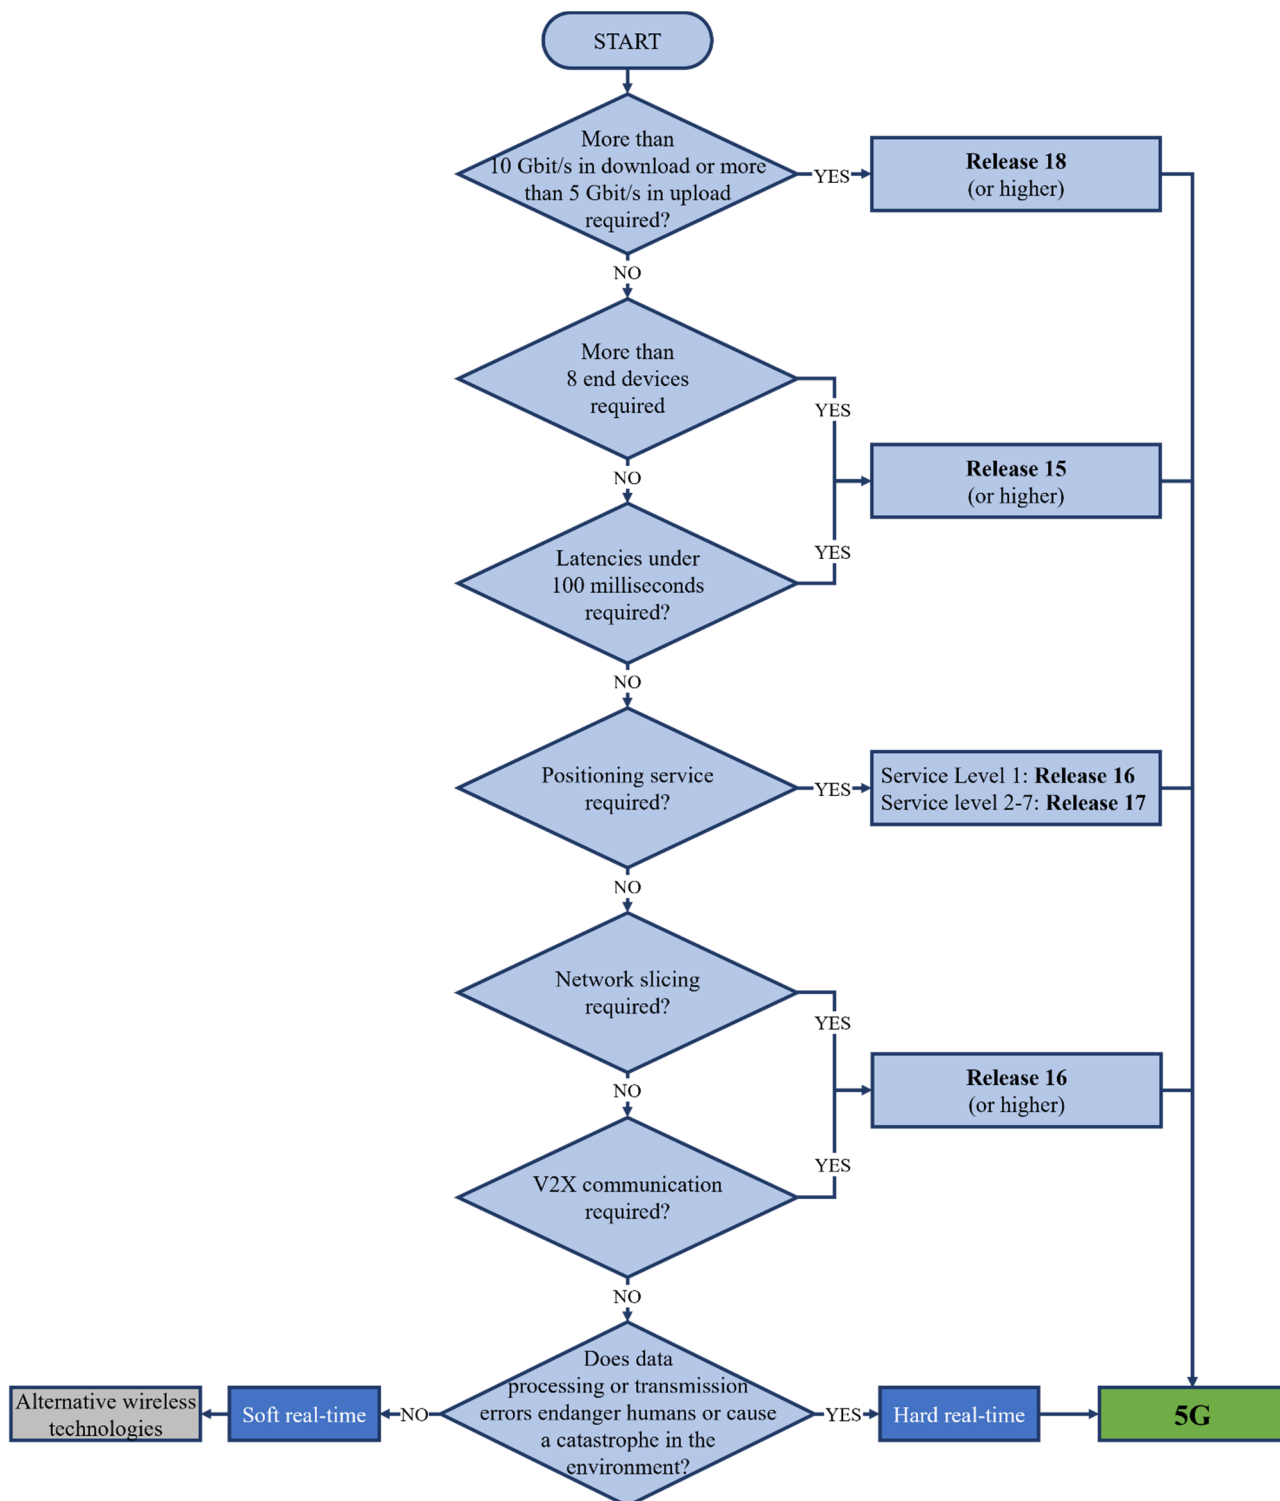 START
More than
10 Gbit/s in download or more
than 5 Gbit/s in upload
required?
YES
Release 18
(or higher)
NO
More than
8 end devices
required
YES
Release 15
(or higher)
NO
Latencies under
100 milliseconds
required?
YES
NO
Positioning service
required?
YES
Service Level 1: Release 16
Service level 2-7: Release 17
NO
Network slicing
required?
YES
Release 16
(or higher)
NO
V2X communication
required?
YES
NO
Does data
processing or transmission
errors endanger humans or cause
a catastrophe in the
environment?
NO
Soft real-time
Alternative wireless
technologies
YES
Hard real-time
5G